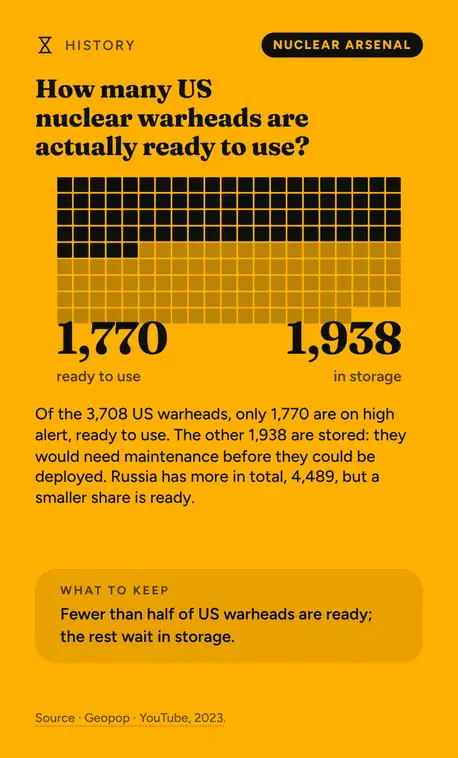 HISTORY
NUCLEAR ARSENAL
How many US
nuclear warheads are
actually ready to use?
1,770
1,938
ready to use
in storage
Of the 3,708 US warheads, only 1,770 are on high
alert, ready to use. The other 1,938 are stored: they
would need maintenance before they could be
deployed. Russia has more in total, 4,489, but a
smaller share is ready.
WHAT TO KEEP
Fewer than half of US warheads are ready;
the rest wait in storage.
Source · Geopop · YouTube, 2023.